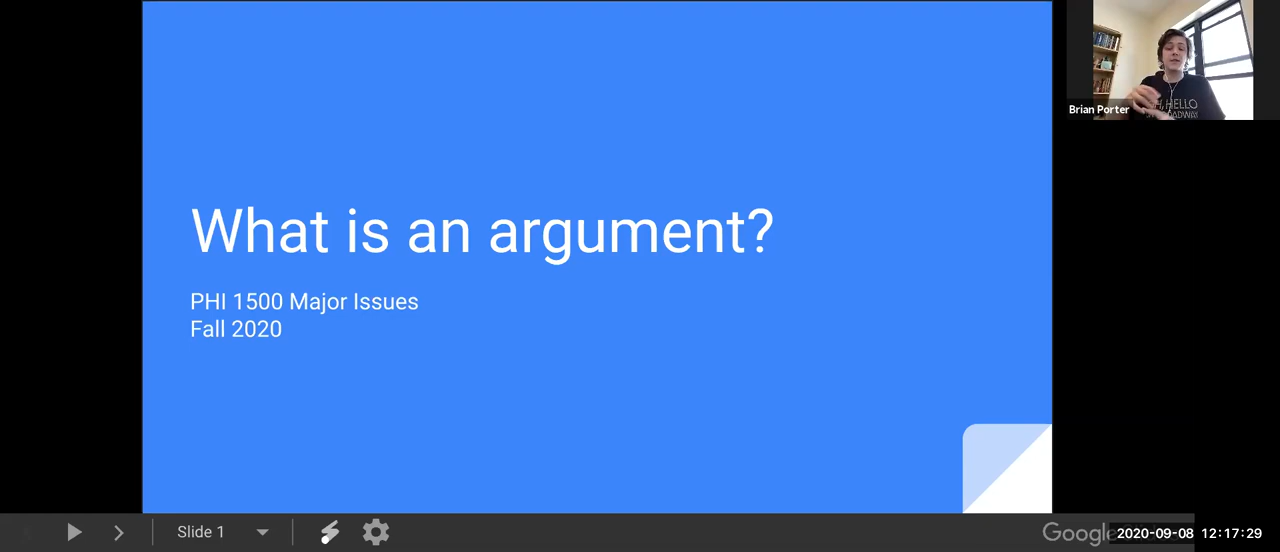 What is an argument?
PHI 1500 Major Issues
Fall 2020
Brian Porter
HELLO
Slide 1
Google
2020-09-08 12:17:29